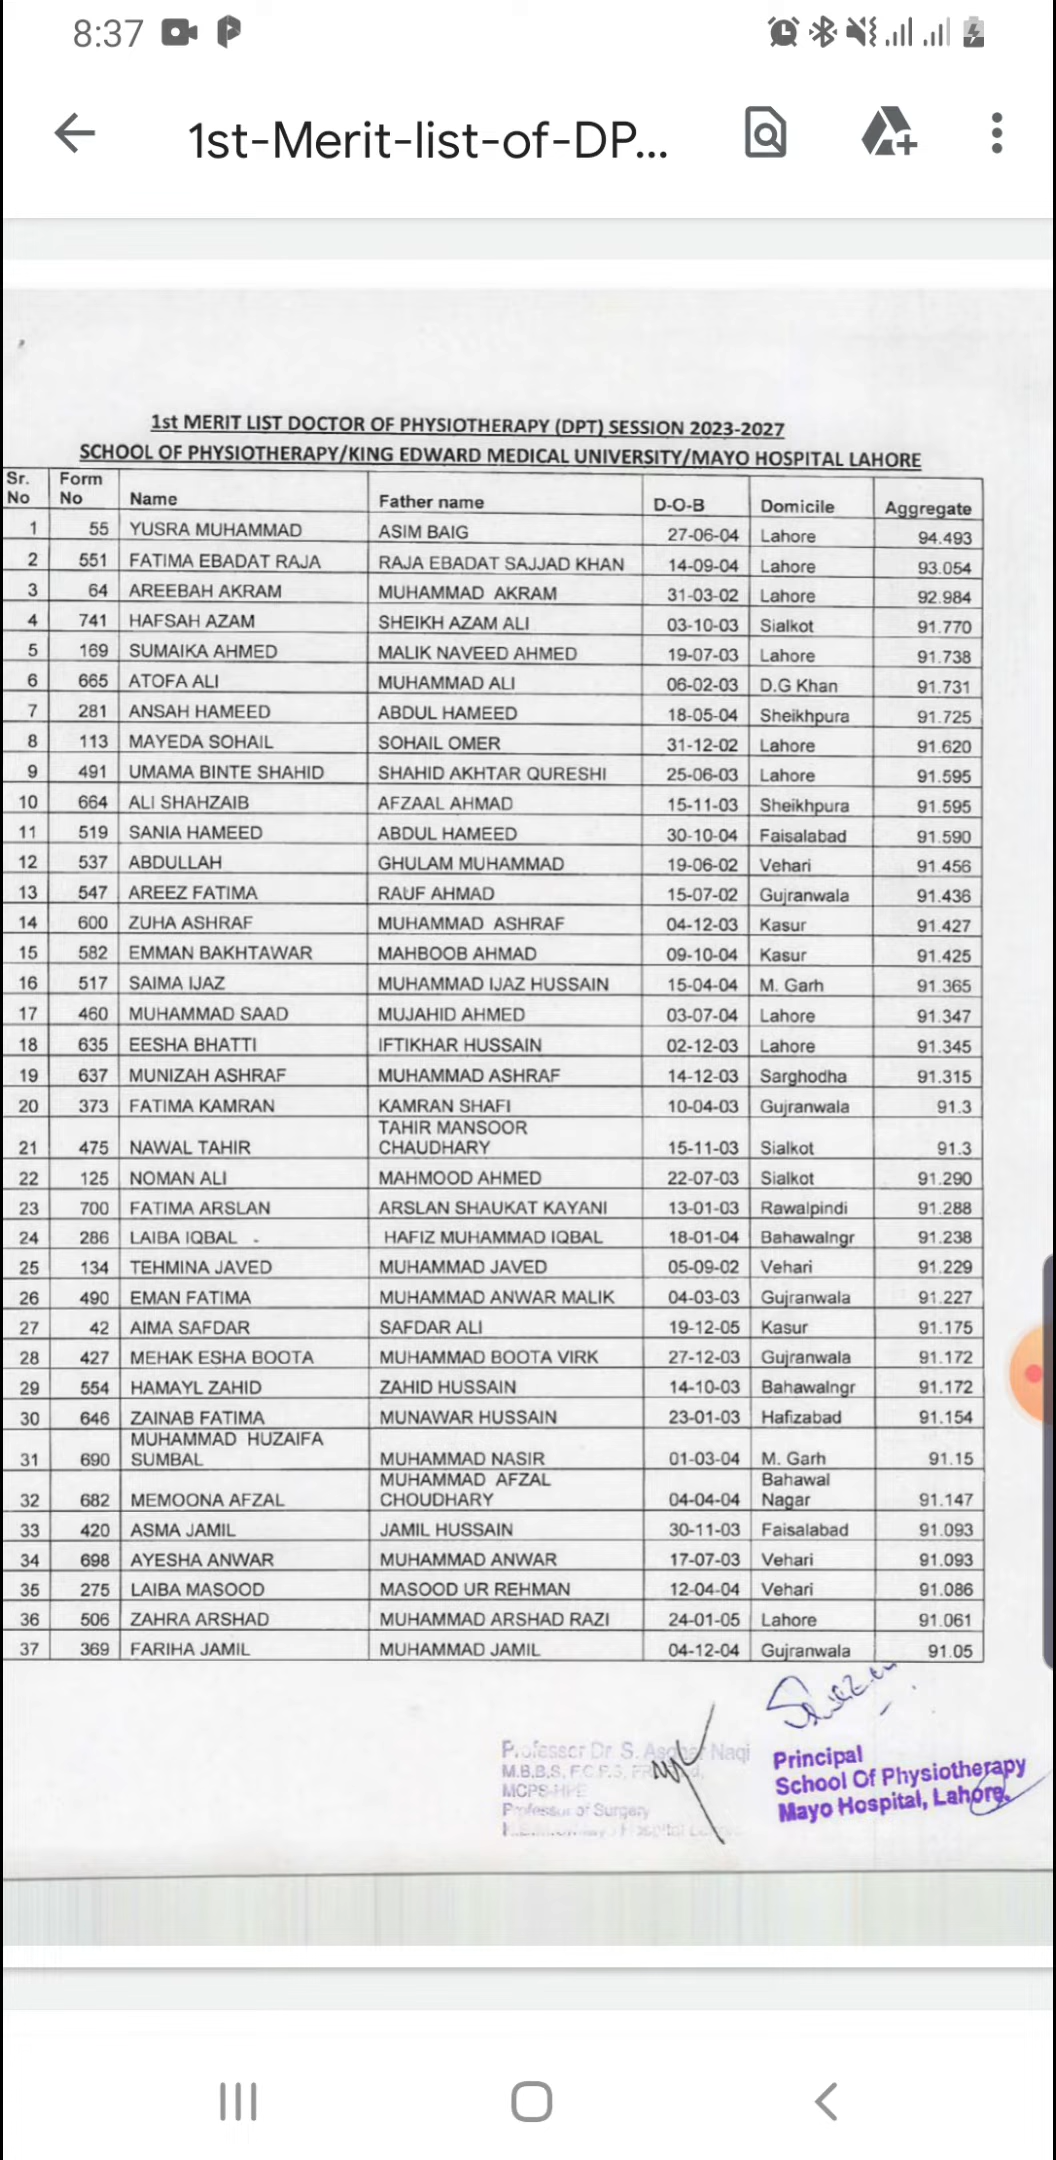 8:37
1st-Merit-list-of-DP...
1st MERIT LIST DOCTOR OF PHYSIOTHERAPY (DPT) SESSION 2023-2027
SCHOOL OF PHYSIOTHERAPY/KING EDWARD MEDICAL UNIVERSITY/MAYO HOSPITAL LAHORE
Sr. No Form No Name Father name D-O-B Domicile Aggregate
1 55 YUSRA MUHAMMAD ASIM BAIG 27-06-04 Lahore 94.493
2 551 FATIMA EBADAT RAJA RAJA EBADAT SAJJAD KHAN 14-09-04 Lahore 93.054
3 64 AREEBAH AKRAM MUHAMMAD AKRAM 31-03-02 Lahore 92.984
4 741 HAFSAH AZAM SHEIKH AZAM ALI 03-10-03 Sialkot 91.770
5 169 SUMAIKA AHMED MALIK NAVEED AHMED 19-07-03 Lahore 91.738
6 665 ATOFA ALI MUHAMMAD ALI 06-02-03 D.G Khan 91.731
7 281 ANSAH HAMEED ABDUL HAMEED 18-05-04 Sheikhpura 91.725
8 113 MAYEDA SOHAIL SOHAIL OMER 31-12-02 Lahore 91.620
9 491 UMAMA BINTE SHAHID SHAHID AKHTAR QURESHI 25-06-03 Lahore 91.595
10 664 ALI SHAHZAIB AFZAAL AHMAD 15-11-03 Sheikhpura 91.595
11 519 SANIA HAMEED ABDUL HAMEED 30-10-04 Faisalabad 91.590
12 537 ABDULLAH GHULAM MUHAMMAD 19-06-02 Vehari 91.456
13 547 AREEZ FATIMA RAUF AHMAD 15-07-02 Gujranwala 91.436
14 600 ZUHA ASHRAF MUHAMMAD ASHRAF 04-12-03 Kasur 91.427
15 582 EMMAN BAKHTAWAR MAHBOOB AHMAD 09-10-04 Kasur 91.425
16 517 SAIMA IJAZ MUHAMMAD IJAZ HUSSAIN 15-04-04 M. Garh 91.365
17 460 MUHAMMAD SAAD MUJAHID AHMED 03-07-04 Lahore 91.347
18 635 EESHA BHATTI IFTIKHAR HUSSAIN 02-12-03 Lahore 91.345
19 637 MUNIZAH ASHRAF MUHAMMAD ASHRAF 14-12-03 Sarghodha 91.315
20 373 FATIMA KAMRAN KAMRAN SHAFI 10-04-03 Gujranwala 91.3
21 475 NAWAL TAHIR TAHIR MANSOOR CHAUDHARY 15-11-03 Sialkot 91.3
22 125 NOMAN ALI MAHMOOD AHMED 22-07-03 Sialkot 91.290
23 700 FATIMA ARSLAN ARSLAN SHAUKAT KAYANI 13-01-03 Rawalpindi 91.288
24 286 LAIBA IQBAL HAFIZ MUHAMMAD IQBAL 18-01-04 Bahawalngr 91.238
25 134 TEHMINA JAVED MUHAMMAD JAVED 05-09-02 Vehari 91.229
26 490 EMAN FATIMA MUHAMMAD ANWAR MALIK 04-03-03 Gujranwala 91.227
27 42 AIMA SAFDAR SAFDAR ALI 19-12-05 Kasur 91.175
28 427 MEHAK ESHA BOOTA MUHAMMAD BOOTA VIRK 27-12-03 Gujranwala 91.172
29 554 HAMAYL ZAHID ZAHID HUSSAIN 14-10-03 Bahawalngr 91.172
30 646 ZAINAB FATIMA MUNAWAR HUSSAIN 23-01-03 Hafizabad 91.154
31 690 MUHAMMAD HUZAIFA SUMBAL MUHAMMAD NASIR 01-03-04 M. Garh 91.15
32 682 MEMOONA AFZAL MUHAMMAD AFZAL CHOUDHARY 04-04-04 Bahawal Nagar 91.147
33 420 ASMA JAMIL JAMIL HUSSAIN 30-11-03 Faisalabad 91.093
34 698 AYESHA ANWAR MUHAMMAD ANWAR 17-07-03 Vehari 91.093
35 275 LAIBA MASOOD MASOOD UR REHMAN 12-04-04 Vehari 91.086
36 506 ZAHRA ARSHAD MUHAMMAD ARSHAD RAZI 24-01-05 Lahore 91.061
37 369 FARIHA JAMIL MUHAMMAD JAMIL 04-12-04 Gujranwala 91.05
Professor Dr S. Asghar Naqi
M.B.B.S, F.C.P.S,
MCPS-HPE
Professor of Surgery
Principal
School Of Physiotherapy
Mayo Hospital, Lahore.